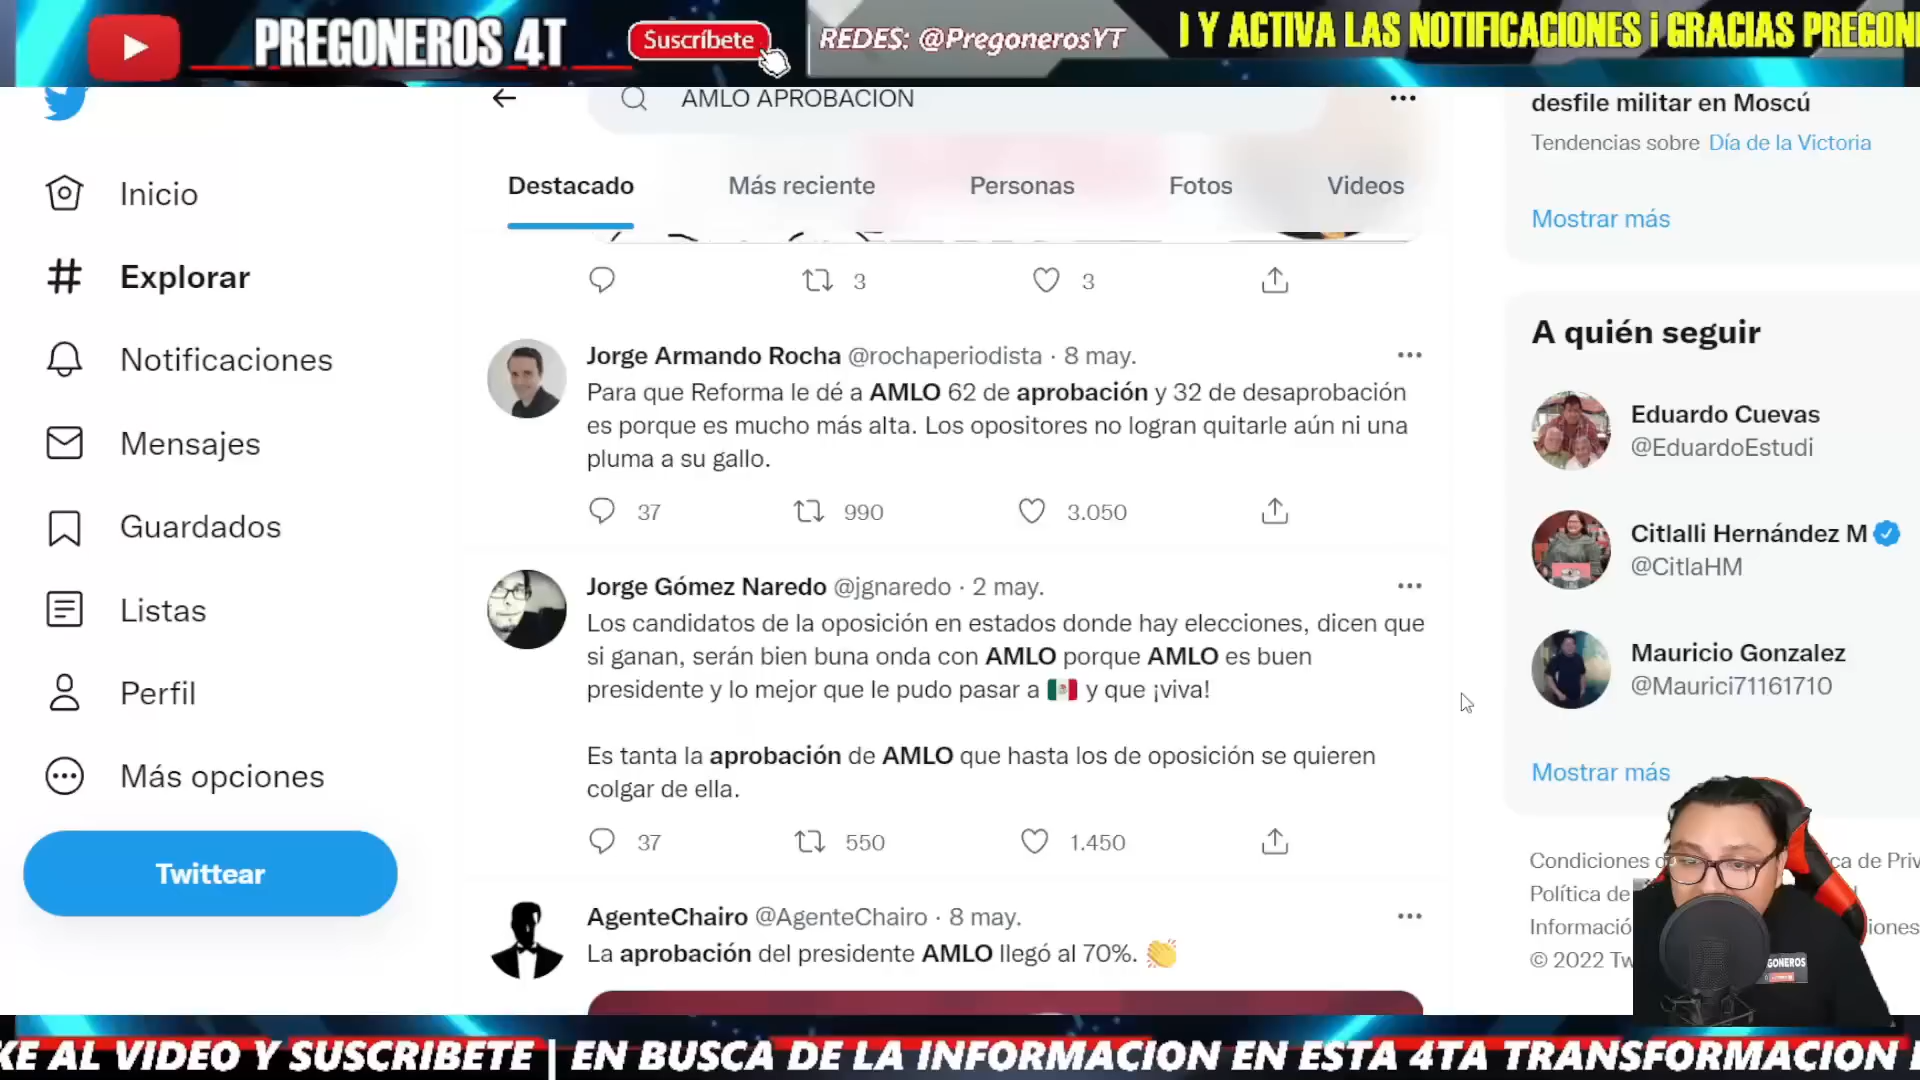 PREGONEROS 4T
Suscríbete
REDES: @PregonerosYT
Y ACTIVA LAS NOTIFICACIONES ¡ GRACIAS
AMLO APROBACION
Destacado
Más reciente
Personas
Fotos
Videos
Inicio
Explorar
Notificaciones
Mensajes
Guardados
Listas
Perfil
Más opciones
Twittear
3
3
Jorge Armando Rocha @rochaperiodista · 8 may.
Para que Reforma le dé a AMLO 62 de aprobación y 32 de desaprobación
es porque es mucho más alta. Los opositores no logran quitarle aún ni una
pluma a su gallo.
37
990
3.050
Jorge Gómez Naredo @jgnaredo · 2 may.
Los candidatos de la oposición en estados donde hay elecciones, dicen que
si ganan, serán bien buna onda con AMLO porque AMLO es buen
presidente y lo mejor que le pudo pasar a 🇲🇽 y que ¡viva!
Es tanta la aprobación de AMLO que hasta los de oposición se quieren
colgar de ella.
37
550
1.450
AgenteChairo @AgenteChairo · 8 may.
La aprobación del presidente AMLO llegó al 70%. 👏
desfile militar en Moscú
Tendencias sobre Día de la Victoria
Mostrar más
A quién seguir
Eduardo Cuevas
@EduardoEstudi
Citlalli Hernández M
@CitlaHM
Mauricio Gonzalez
@Maurici71161710
Mostrar más
Condiciones
ca de Priv
Política de
Informació
iones
© 2022 Tw
GONEROS
KE AL VIDEO Y SUSCRIBETE | EN BUSCA DE LA INFORMACION EN ESTA 4TA TRANSFORMACION